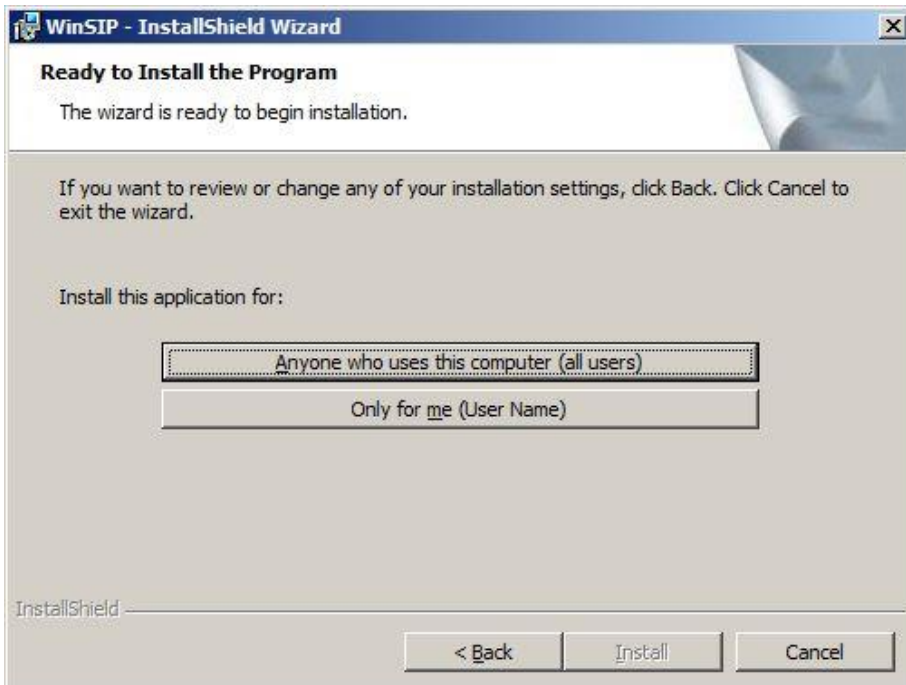 WinSIP - InstallShield Wizard
Ready to Install the Program
The wizard is ready to begin installation.
If you want to review or change any of your installation settings, click Back. Click Cancel to
exit the wizard.
Install this application for:
Anyone who uses this computer (all users)
Only for me (User Name)
InstallShield
< Back
Install
Cancel